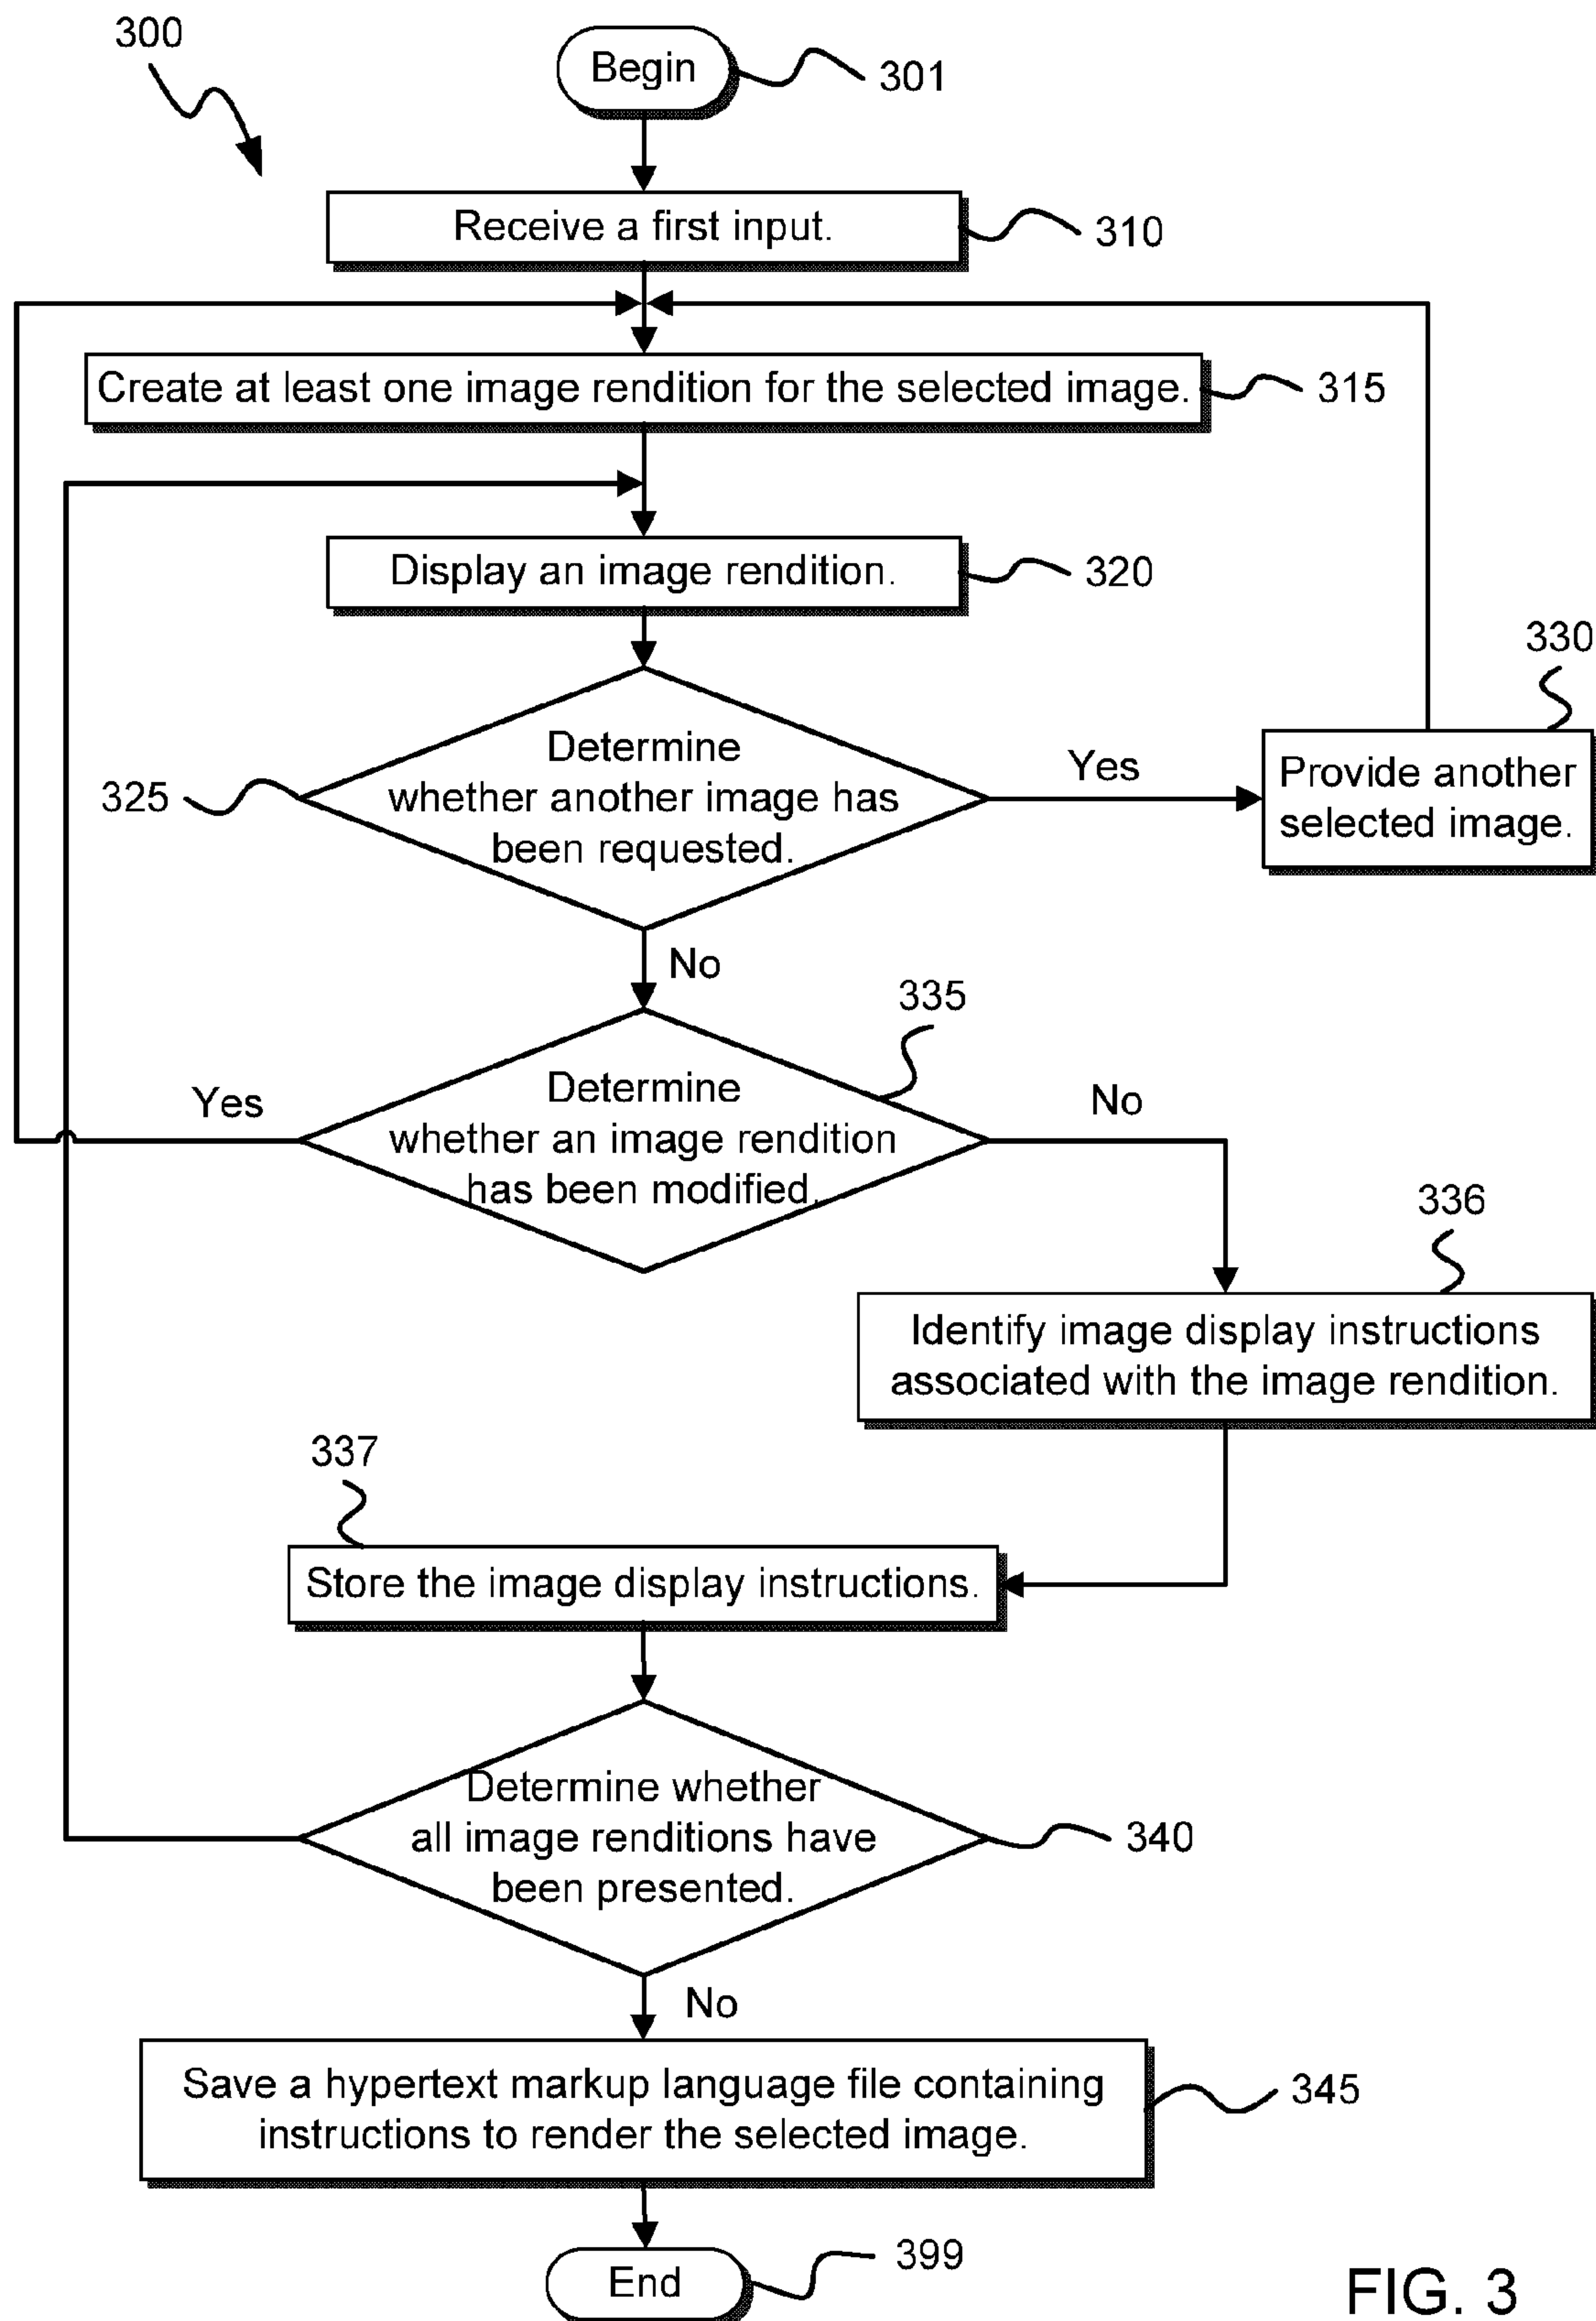 300
Begin
301
Receive a first input.
310
Create at least one image rendition for the selected image.
315
Display an image rendition.
320
330
Determine
whether another image has
been requested.
325
Yes
Provide another
selected image.
No
335
Determine
whether an image rendition
has been modified.
Yes
No
336
Identify image display instructions
associated with the image rendition.
337
Store the image display instructions.
Determine whether
all image renditions have
been presented.
340
No
Save a hypertext markup language file containing
instructions to render the selected image.
345
End
399
FIG. 3